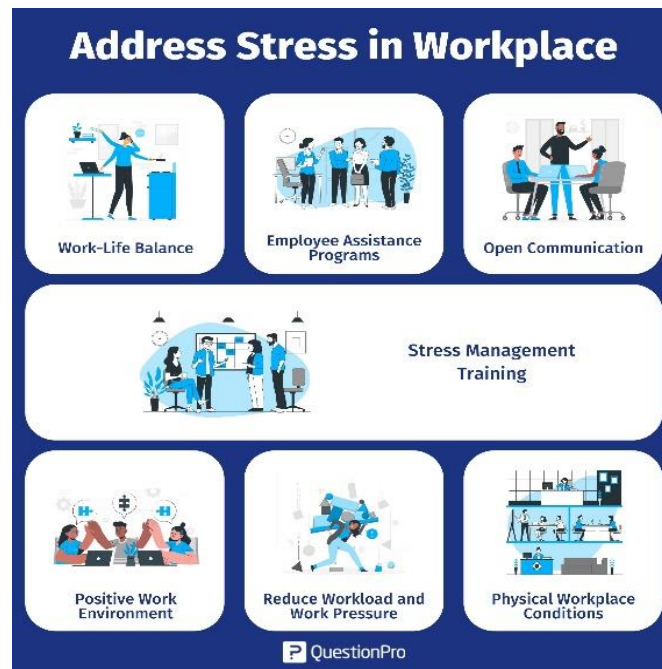 Address Stress in Workplace
Work-Life Balance
Employee Assistance
Programs
Open Communication
Stress Management
Training
Positive Work
Environment
Reduce Workload and
Work Pressure
Physical Workplace
Conditions
QuestionPro